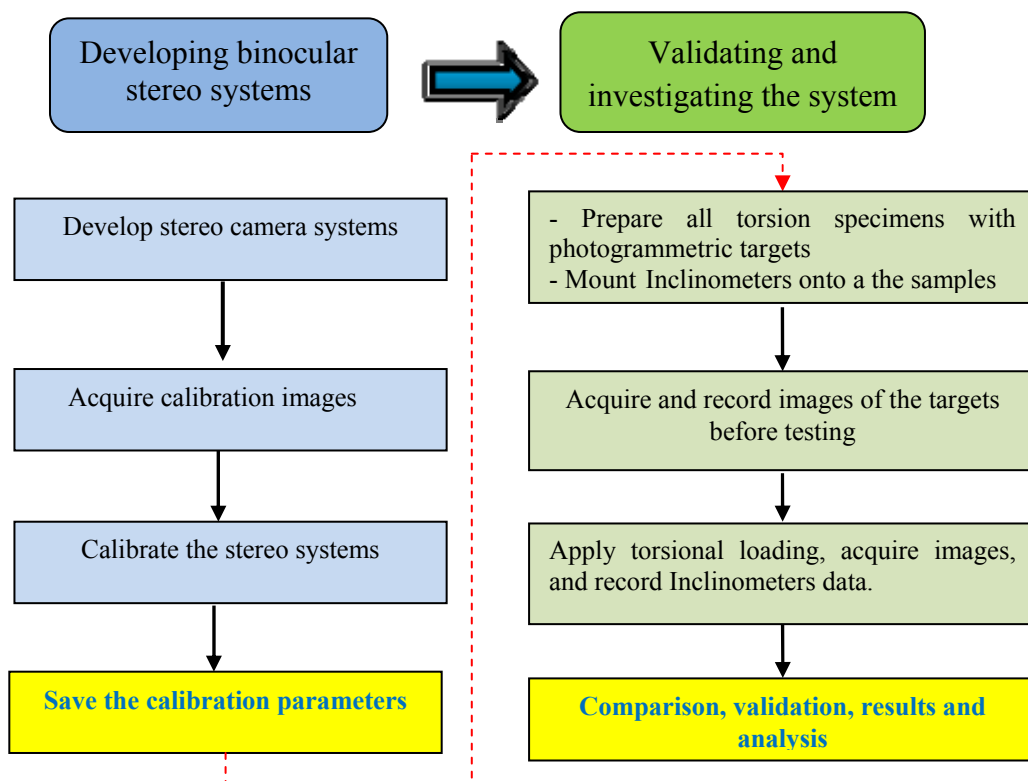 Developing binocular
stereo systems
Validating and
investigating the system
Develop stereo camera systems
Acquire calibration images
Calibrate the stereo systems
Save the calibration parameters
- Prepare all torsion specimens with
photogrammetric targets
- Mount Inclinometers onto a the samples
Acquire and record images of the targets
before testing
Apply torsional loading, acquire images,
and record Inclinometers data.
Comparison, validation, results and
analysis